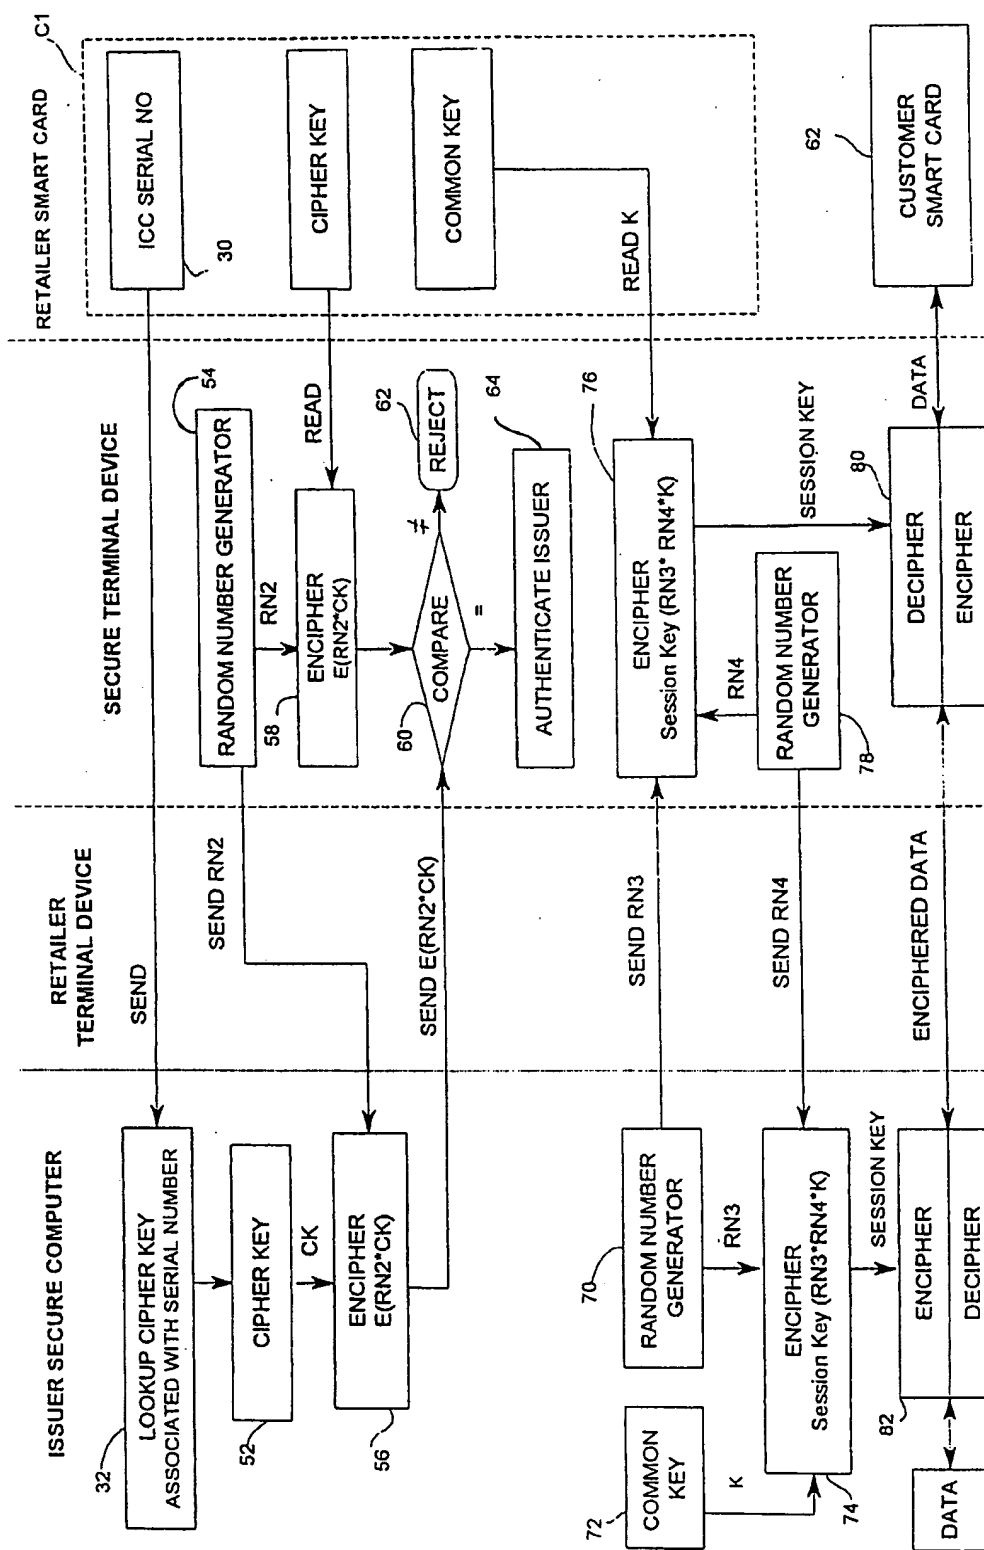 ISSUER SECURE COMPUTER
RETAILER
TERMINAL DEVICE
SECURE TERMINAL DEVICE
RETAILER SMART CARD
C1
32
LOOKUP CIPHER KEY
ASSOCIATED WITH SERIAL NUMBER
SEND
ICC SERIAL NO
30
52
CIPHER KEY
CK
SEND RN2
RANDOM NUMBER GENERATOR
54
RN2
READ
CIPHER KEY
56
ENCIPHER
E(RN2*CK)
58
ENCIPHER
E(RN2*CK)
SEND E(RN2*CK)
60
COMPARE
≠
REJECT
62
=
AUTHENTICATE ISSUER
64
COMMON KEY
READ K
70
RANDOM NUMBER
GENERATOR
SEND RN3
ENCIPHER
Session Key (RN3* RN4*K)
76
RN3
RN4
72
COMMON
KEY
K
74
ENCIPHER
Session Key (RN3*RN4*K)
SEND RN4
RANDOM NUMBER
GENERATOR
78
SESSION KEY
SESSION KEY
DATA
82
ENCIPHER
DECIPHER
ENCIPHERED DATA
DECIPHER
ENCIPHER
80
DATA
CUSTOMER
SMART CARD
62